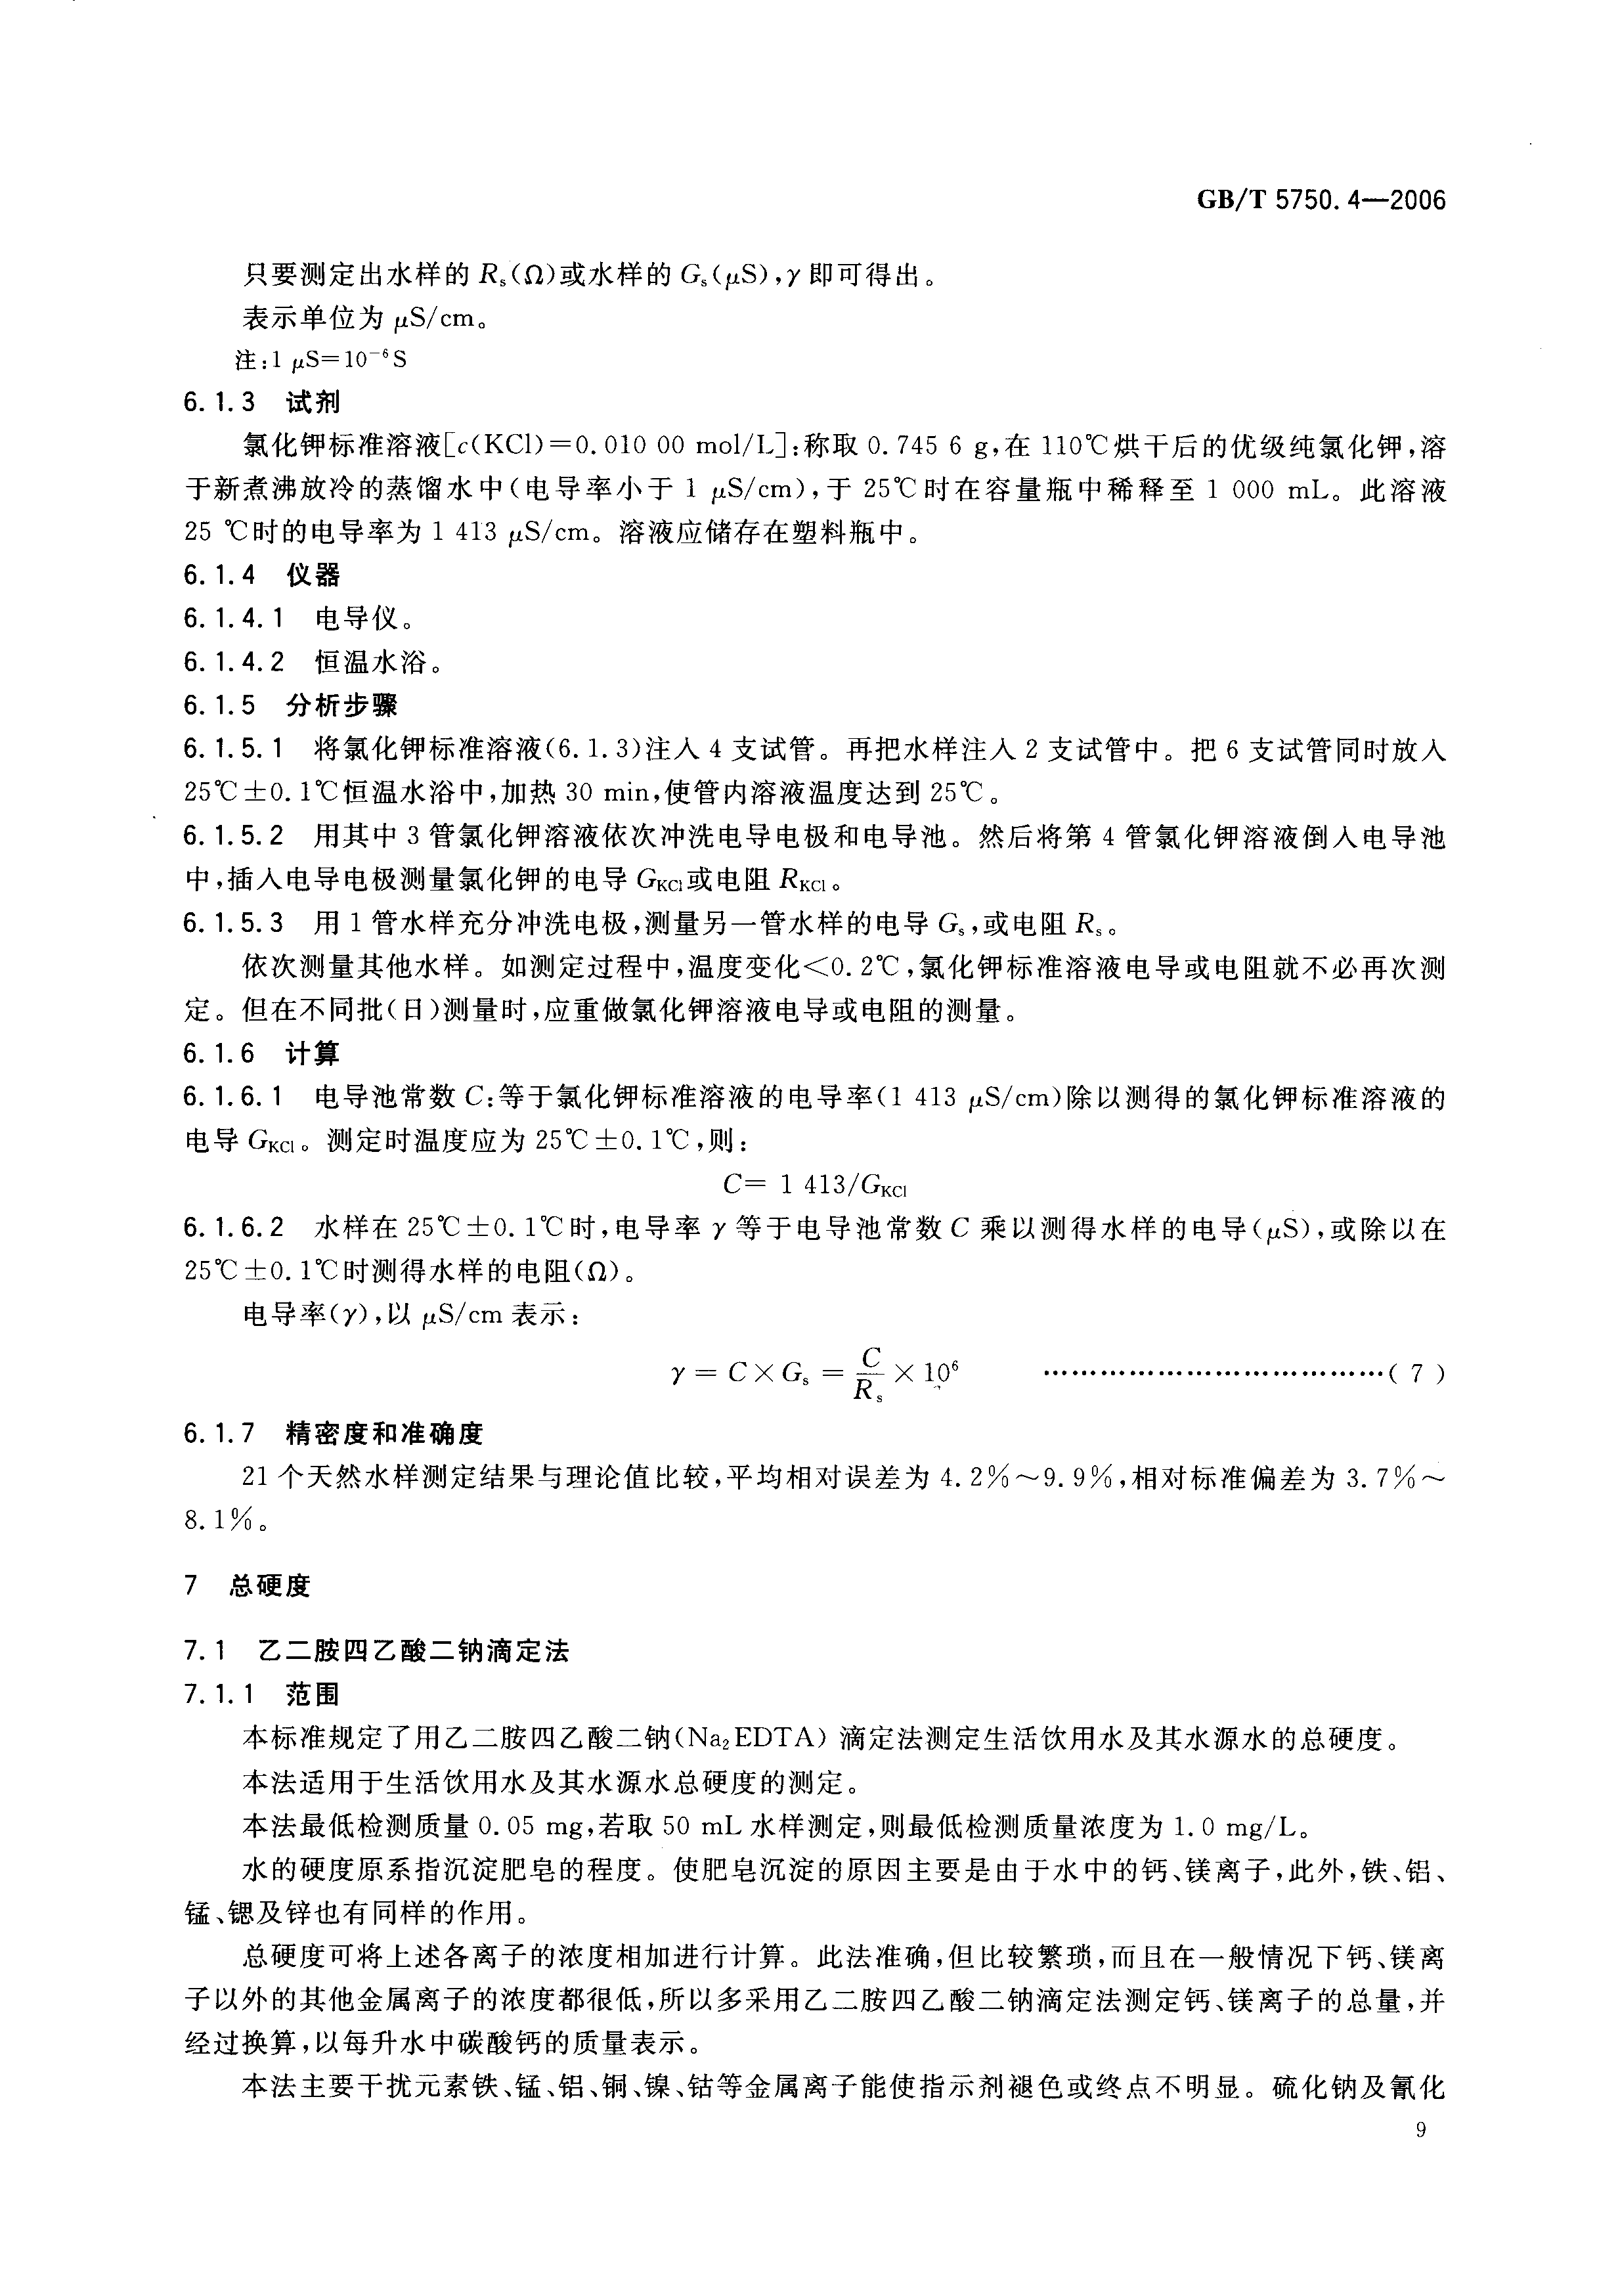 GB/T 5750.4—2006
只要测定出水样的 Rs(Ω)或水样的 Gs(μS),γ 即可得出。
表示单位为 μS/cm。
注:1 μS=10⁻⁶S
6.1.3 试剂
氯化钾标准溶液[c(KCl)=0.010 00 mol/L]:称取 0.745 6 g,在 110℃烘干后的优级纯氯化钾,溶
于新煮沸放冷的蒸馏水中(电导率小于 1 μS/cm),于 25℃时在容量瓶中稀释至 1 000 mL。此溶液
25 ℃时的电导率为 1 413 μS/cm。溶液应储存在塑料瓶中。
6.1.4 仪器
6.1.4.1 电导仪。
6.1.4.2 恒温水浴。
6.1.5 分析步骤
6.1.5.1 将氯化钾标准溶液(6.1.3)注入 4 支试管。再把水样注入 2 支试管中。把 6 支试管同时放入
25℃±0.1℃恒温水浴中,加热 30 min,使管内溶液温度达到 25℃。
6.1.5.2 用其中 3 管氯化钾溶液依次冲洗电导电极和电导池。然后将第 4 管氯化钾溶液倒入电导池
中,插入电导电极测量氯化钾的电导 GKCl或电阻 RKCl。
6.1.5.3 用 1 管水样充分冲洗电极,测量另一管水样的电导 Gs,或电阻 Rs。
依次测量其他水样。如测定过程中,温度变化<0.2℃,氯化钾标准溶液电导或电阻就不必再次测
定。但在不同批(日)测量时,应重做氯化钾溶液电导或电阻的测量。
6.1.6 计算
6.1.6.1 电导池常数 C:等于氯化钾标准溶液的电导率(1 413 μS/cm)除以测得的氯化钾标准溶液的
电导 GKCl。测定时温度应为 25℃±0.1℃,则:
C= 1 413/GKCl
6.1.6.2 水样在 25℃±0.1℃时,电导率 γ 等于电导池常数 C 乘以测得水样的电导(μS),或除以在
25℃±0.1℃时测得水样的电阻(Ω)。
电导率(γ),以 μS/cm 表示:
γ = C×Gs = C/Rs × 10⁶ ………………………………( 7 )
6.1.7 精密度和准确度
21 个天然水样测定结果与理论值比较,平均相对误差为 4.2%~9.9%,相对标准偏差为 3.7%~
8.1%。
7 总硬度
7.1 乙二胺四乙酸二钠滴定法
7.1.1 范围
本标准规定了用乙二胺四乙酸二钠(Na₂EDTA) 滴定法测定生活饮用水及其水源水的总硬度。
本法适用于生活饮用水及其水源水总硬度的测定。
本法最低检测质量 0.05 mg,若取 50 mL 水样测定,则最低检测质量浓度为 1.0 mg/L。
水的硬度原系指沉淀肥皂的程度。使肥皂沉淀的原因主要是由于水中的钙、镁离子,此外,铁、铝、
锰、锶及锌也有同样的作用。
总硬度可将上述各离子的浓度相加进行计算。此法准确,但比较繁琐,而且在一般情况下钙、镁离
子以外的其他金属离子的浓度都很低,所以多采用乙二胺四乙酸二钠滴定法测定钙、镁离子的总量,并
经过换算,以每升水中碳酸钙的质量表示。
本法主要干扰元素铁、锰、铝、铜、镍、钴等金属离子能使指示剂褪色或终点不明显。硫化钠及氰化
9